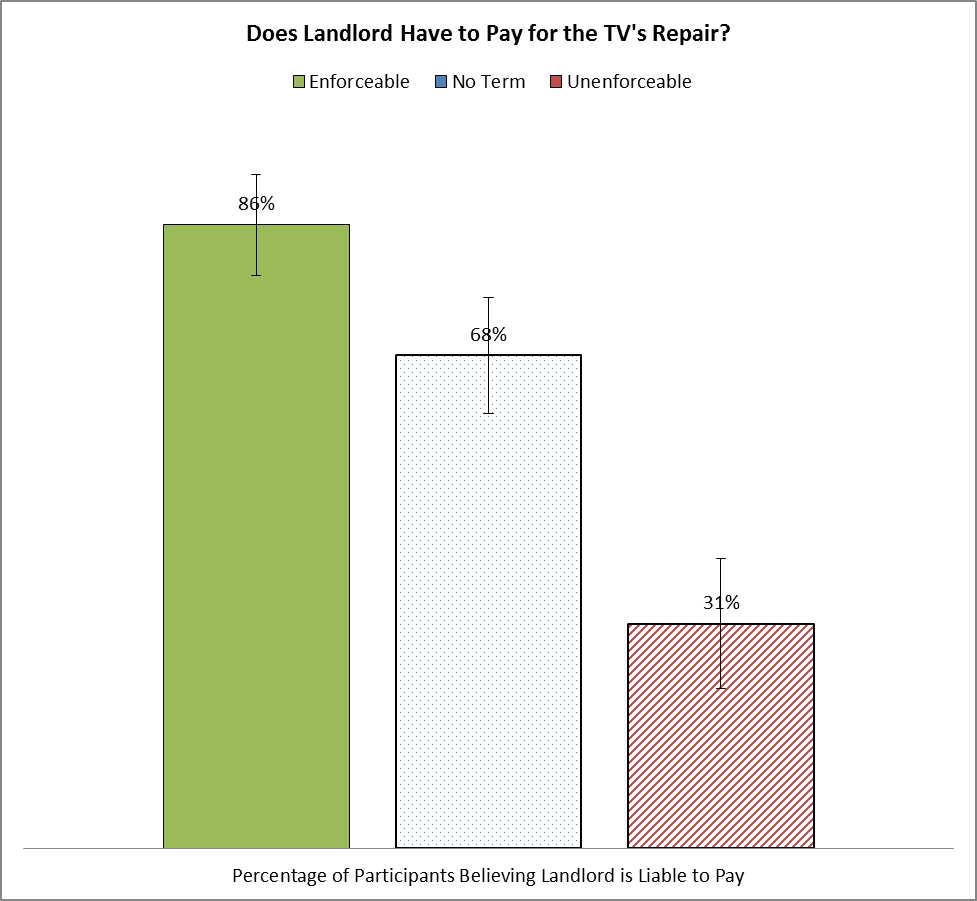 Does Landlord Have to Pay for the TV's Repair?
Enforceable No Term Unenforceable
86%
68%
31%
Percentage of Participants Believing Landlord is Liable to Pay